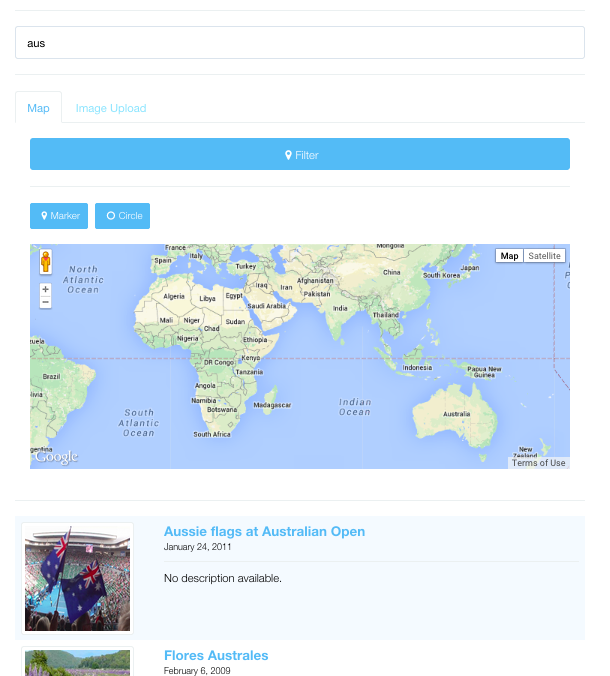 aus
Map
Image Upload
Filter
Marker
Circle
Map
Satellite
North
Atlantic
Ocean
France
Italy
Spain
Turkey
Mongolia
China
Japan
South Korea
Iraq
Iran
Afghanistan
Pakistan
Algeria
Libya
Egypt
Saudi Arabia
India
Thailand
Mali
Niger
Chad
Sudan
Nigeria
Ethiopia
DR Congo
Kenya
Tanzania
Indonesia
Papua New
Guinea
zuela
Brazil
Angola
Namibia
Botswana
Madagascar
South
Atlantic
Ocean
Indian
Ocean
Australia
South Africa
gentina
New
Zealand
Google
Terms of Use
Aussie flags at Australian Open
January 24, 2011
No description available.
Flores Australes
February 6, 2009